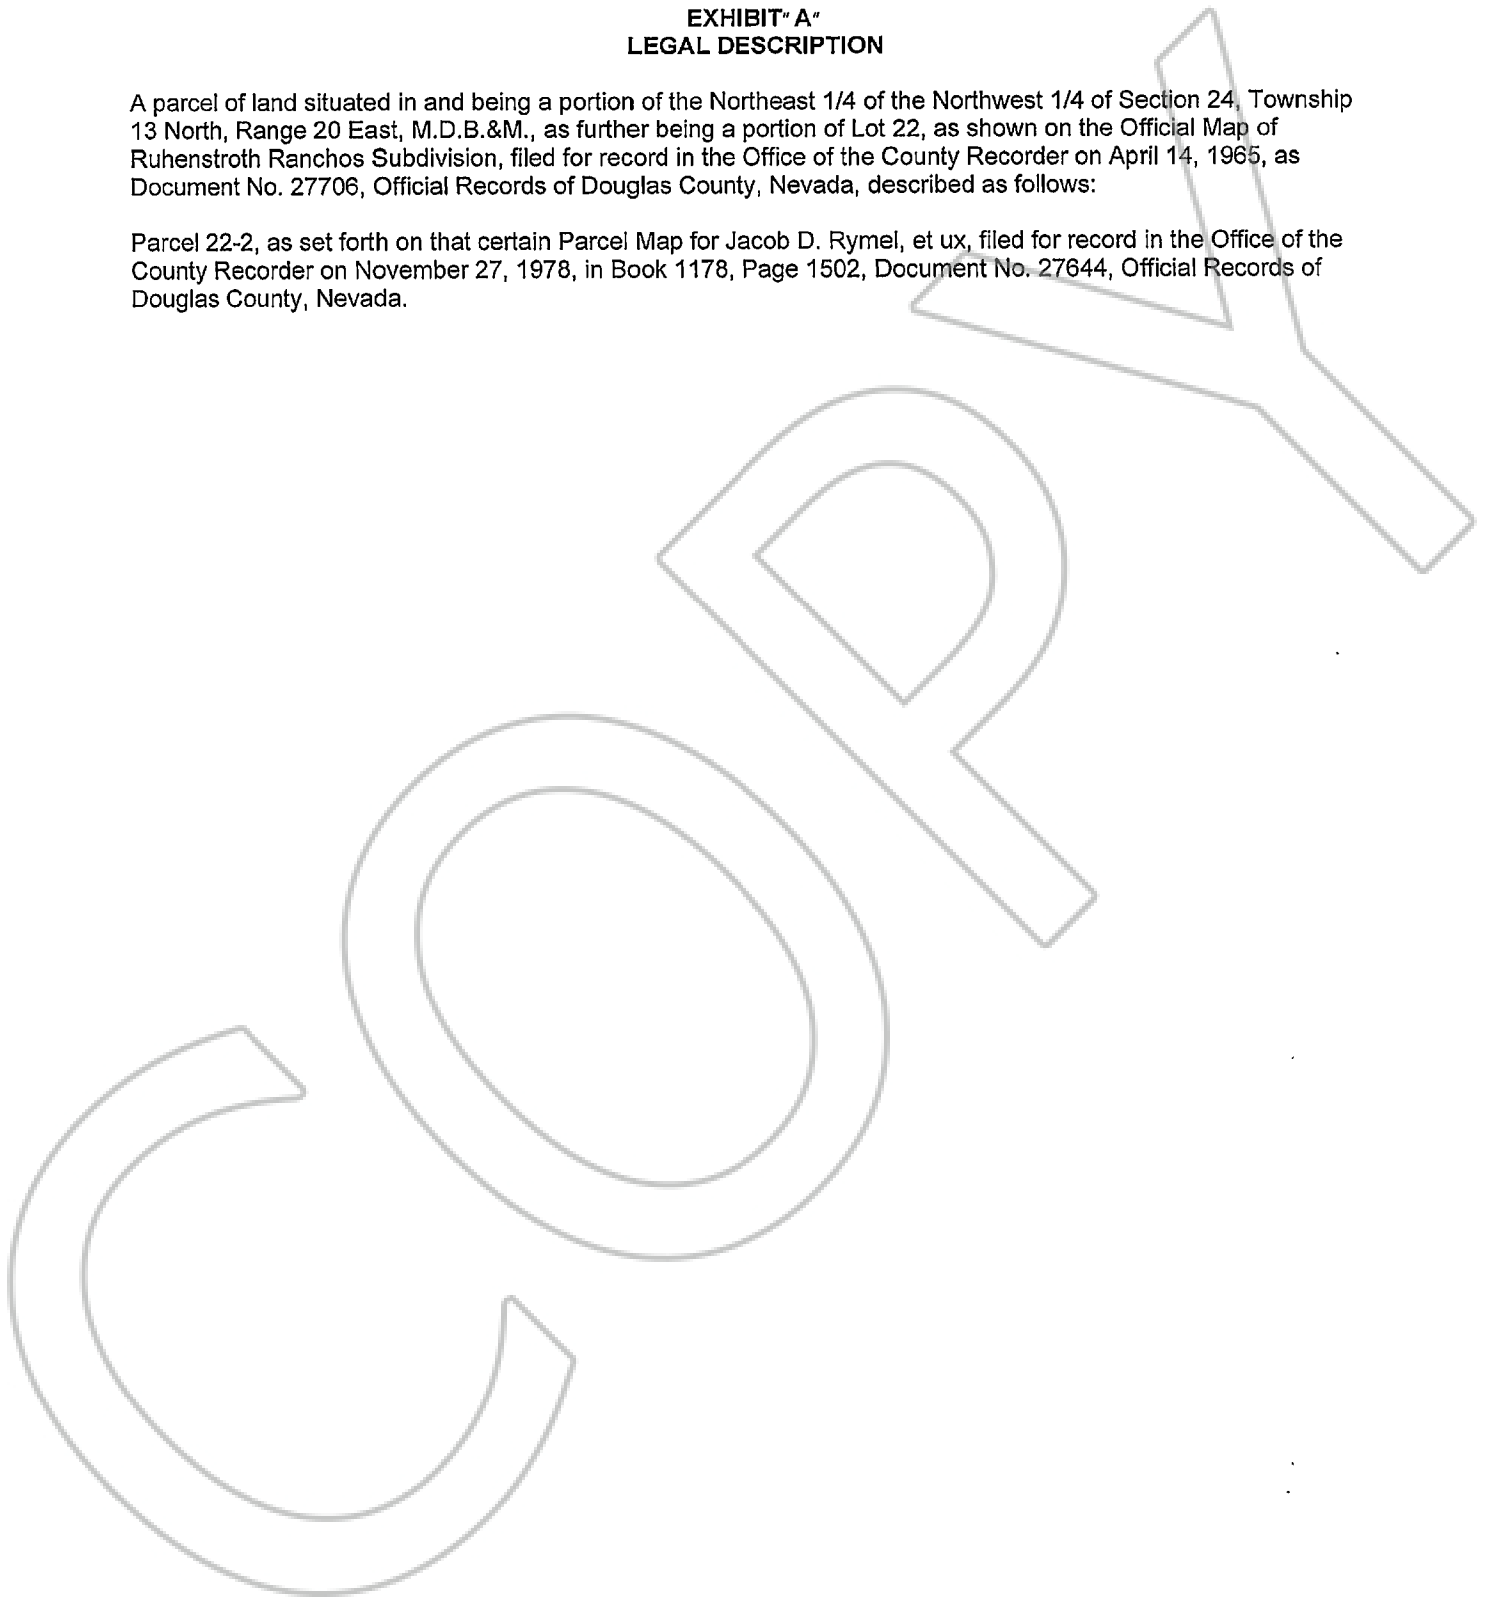 EXHIBIT" A"
LEGAL DESCRIPTION
A parcel of land situated in and being a portion of the Northeast 1/4 of the Northwest 1/4 of Section 24, Township
13 North, Range 20 East, M.D.B.&M., as further being a portion of Lot 22, as shown on the Official Map of
Ruhenstroth Ranchos Subdivision, filed for record in the Office of the County Recorder on April 14, 1965, as
Document No. 27706, Official Records of Douglas County, Nevada, described as follows:
Parcel 22-2, as set forth on that certain Parcel Map for Jacob D. Rymel, et ux, filed for record in the Office of the
County Recorder on November 27, 1978, in Book 1178, Page 1502, Document No. 27644, Official Records of
Douglas County, Nevada.
COPY